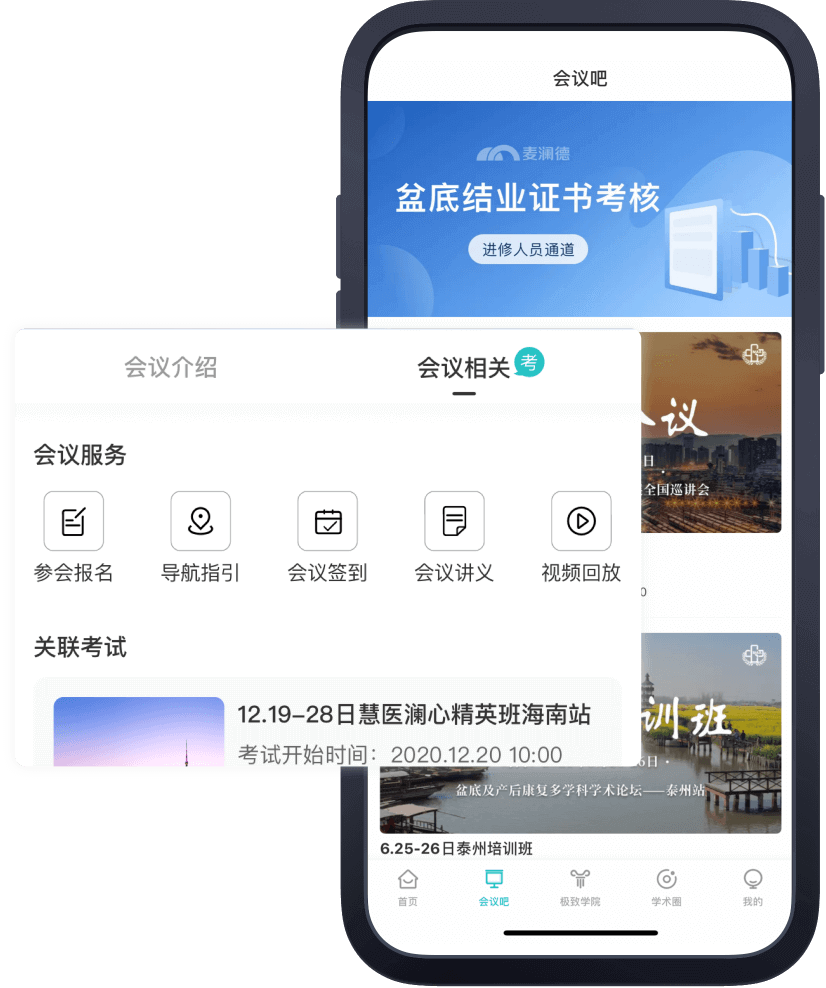 会议吧
麦澜德
盆底结业证书考核
进修人员通道
会议介绍
会议相关 考
会议服务
参会报名 导航指引 会议签到 会议讲义 视频回放
关联考试
12.19-28日慧医澜心精英班海南站
考试开始时间：2020.12.20 10:00
议
日·
全国巡讲会
0
训班
日·
盆底及产后康复多学科学术论坛——泰州站
6.25-26日泰州培训班
首页 会议吧 极致学院 学术圈 我的